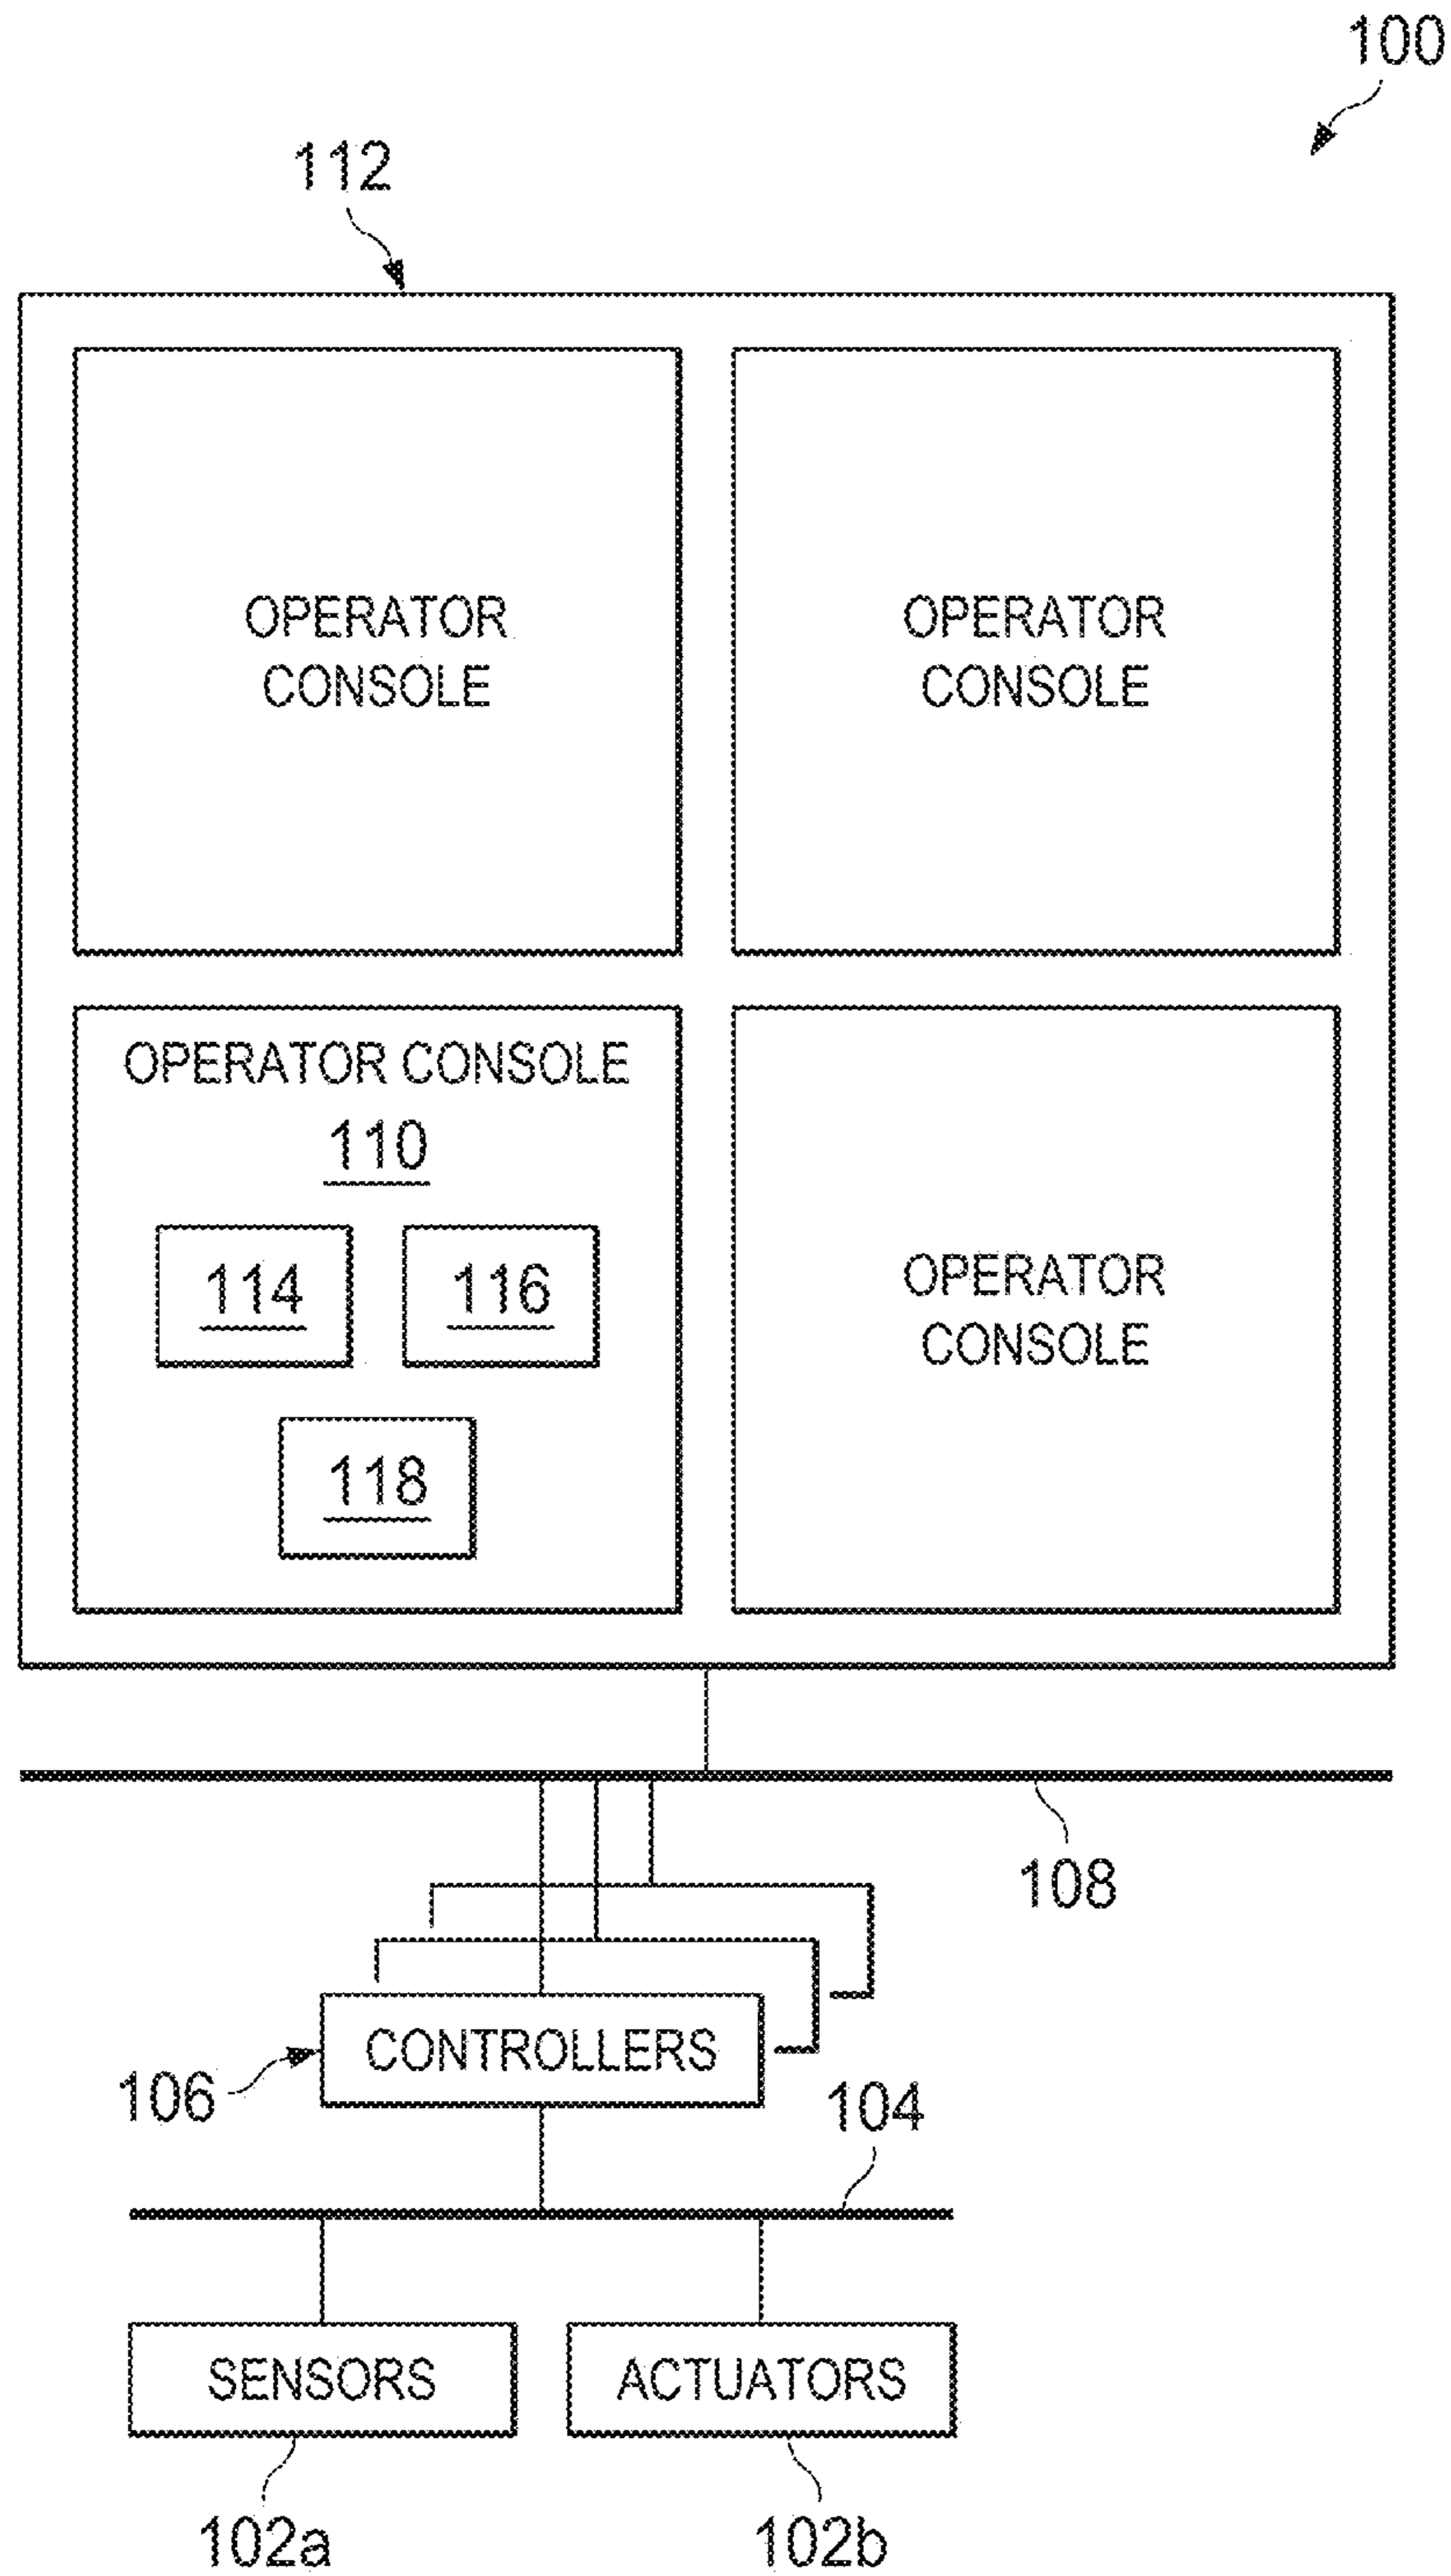 100
112
OPERATOR
CONSOLE
OPERATOR
CONSOLE
OPERATOR CONSOLE
110
114
116
118
OPERATOR
CONSOLE
108
CONTROLLERS
106
104
SENSORS
ACTUATORS
102a
102b